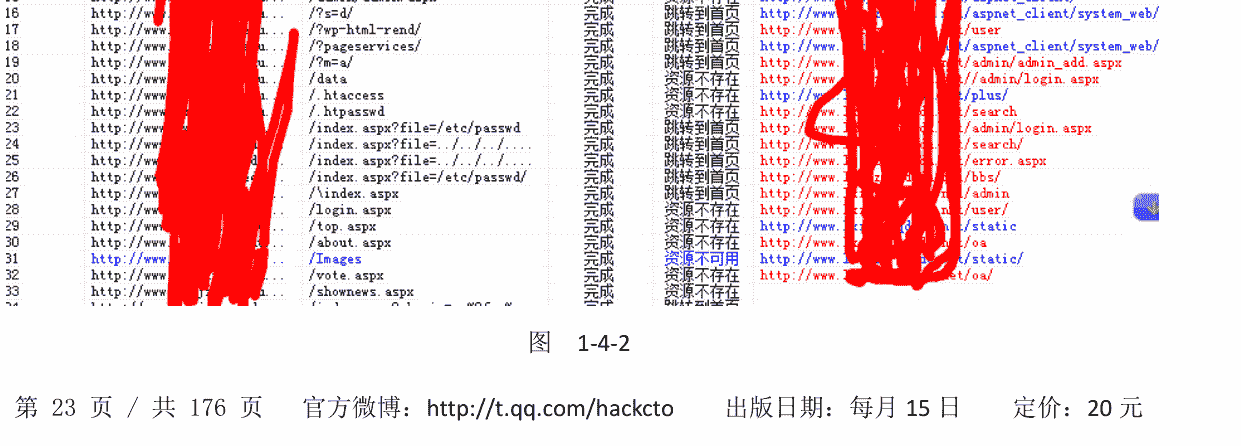 16 http://www /?s=d/ 完成 跳转到首页 /aspnet_client/system_web/
17 http://www u... /?wp-html-rend/ 完成 跳转到首页 http://www. /user
18 http://www u... /?pageservices/ 完成 跳转到首页 /aspnet_client/system_web/
19 http://www /?m=a/ 完成 跳转到首页 http://www. /admin/admin_add.aspx
20 http://www /data 完成 资源不存在 http://www. //admin/login.aspx
21 http://www /.htaccess 完成 资源不存在 http://www. /plus/
22 http://www /.htpasswd 完成 资源不存在 http://www. /search
23 http://www ... /index.aspx?file=/etc/passwd 完成 跳转到首页 http://www. /admin/login.aspx
24 http://www. ... /index.aspx?file=../../../.... 完成 跳转到首页 http://www. /search/
25 http://www ... /index.aspx?file=../../../.... 完成 跳转到首页 http://www. /error.aspx
26 http://www ... /index.aspx?file=/etc/passwd/ 完成 跳转到首页 http://www. /bbs/
27 http://www ... /\index.aspx 完成 跳转到首页 http://www. /admin
28 http://www ... /login.aspx 完成 资源不存在 http://www. /user/
29 http://www ... /top.aspx 完成 资源不存在 http://www. /static
30 http://www ... /about.aspx 完成 资源不存在 http://www. /oa
31 http://www u... /Images 完成 资源不可用 http://www. et/static/
32 http://www u... /vote.aspx 完成 资源不存在 http://www. net/oa/
33 http://www. u... /shownews.aspx 完成 资源不存在
图 1-4-2
第 23 页 / 共 176 页 官方微博：http://t.qq.com/hackcto 出版日期：每月 15 日 定价：20 元